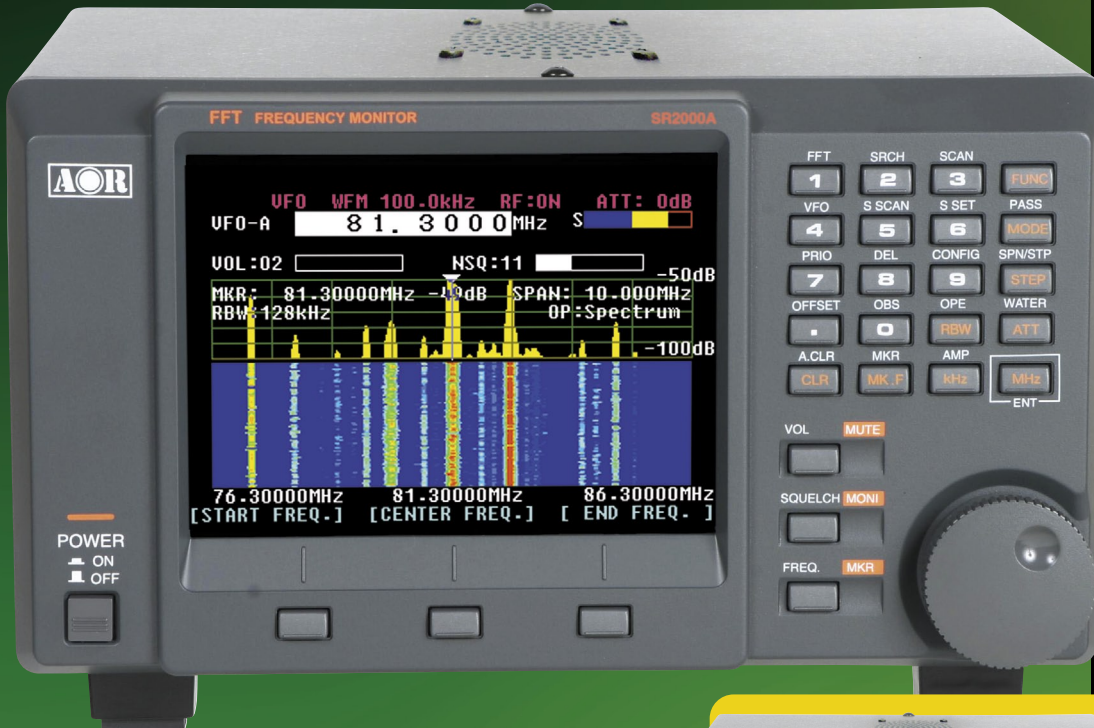 FFT FREQUENCY MONITOR SR2000A
AOR
VFO WFM 100.0kHz RF:ON ATT: 0dB
VFO-A 81.3000MHz S
VOL:02 NSQ:11
-50dB
MKR: 81.30000MHz -49dB SPAN: 10.000MHz
RBW:128kHz OP:Spectrum
-100dB
76.30000MHz 81.30000MHz 86.30000MHz
[START FREQ.] [CENTER FREQ.] [ END FREQ. ]
POWER
ON
OFF
FFT SRCH SCAN
1 2 3 FUNC
VFO S SCAN S SET PASS
4 5 6 MODE
PRIO DEL CONFIG SPN/STP
7 8 9 STEP
OFFSET OBS OPE WATER
. 0 RBW ATT
A.CLR MKR AMP
CLR MK.F kHz MHz
ENT
VOL MUTE
SQUELCH MONI
FREQ. MKR